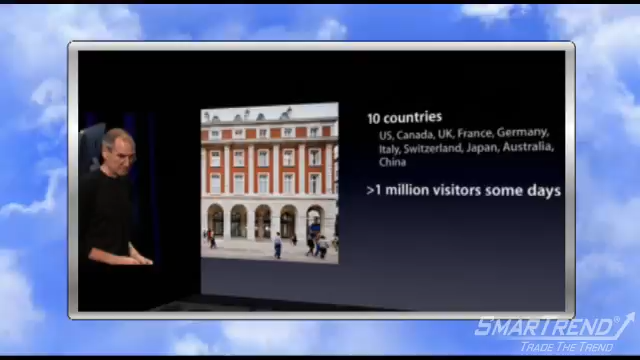 10 countries
US, Canada, UK, France, Germany,
Italy, Switzerland, Japan, Australia,
China
>1 million visitors some days
SMARTREND®
TRADE THE TREND